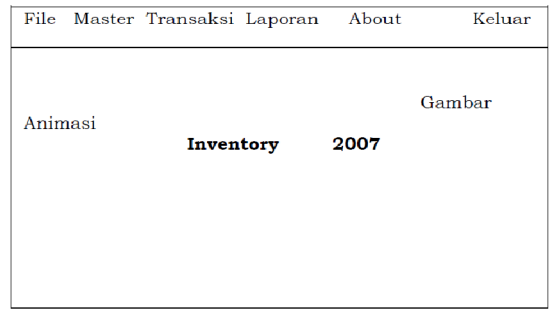 File Master Transaksi Laporan About Keluar
Gambar
Animasi
Inventory 2007